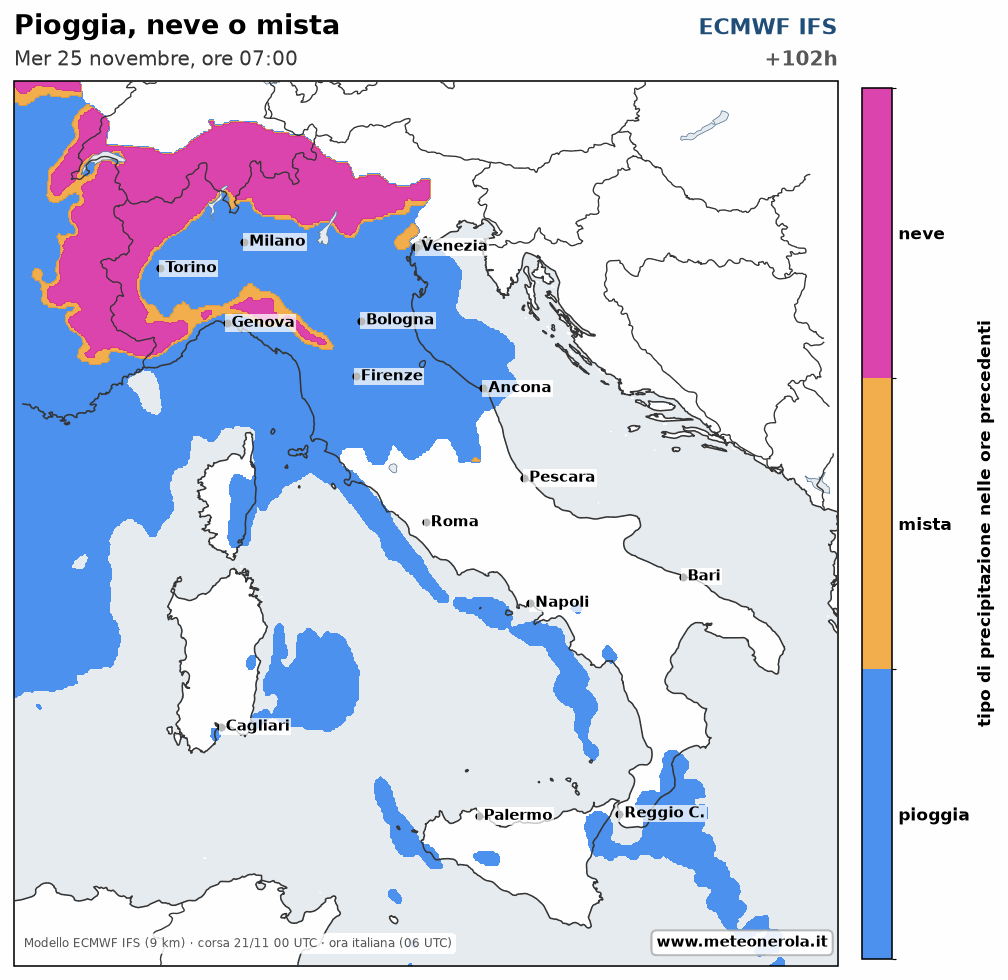 Pioggia, neve o mista
ECMWF IFS
Mer 25 novembre, ore 07:00
+102h
neve
Venezia
Milano
Torino
Bologna
Genova
Firenze
Ancona
Pescara
Roma
mista
Bari
Napoli
Cagliari
Palermo
Reggio C.
pioggia
tipo di precipitazione nelle ore precedenti
Modello ECMWF IFS (9 km) · corsa 21/11 00 UTC · ora italiana (06 UTC)
www.meteonerola.it